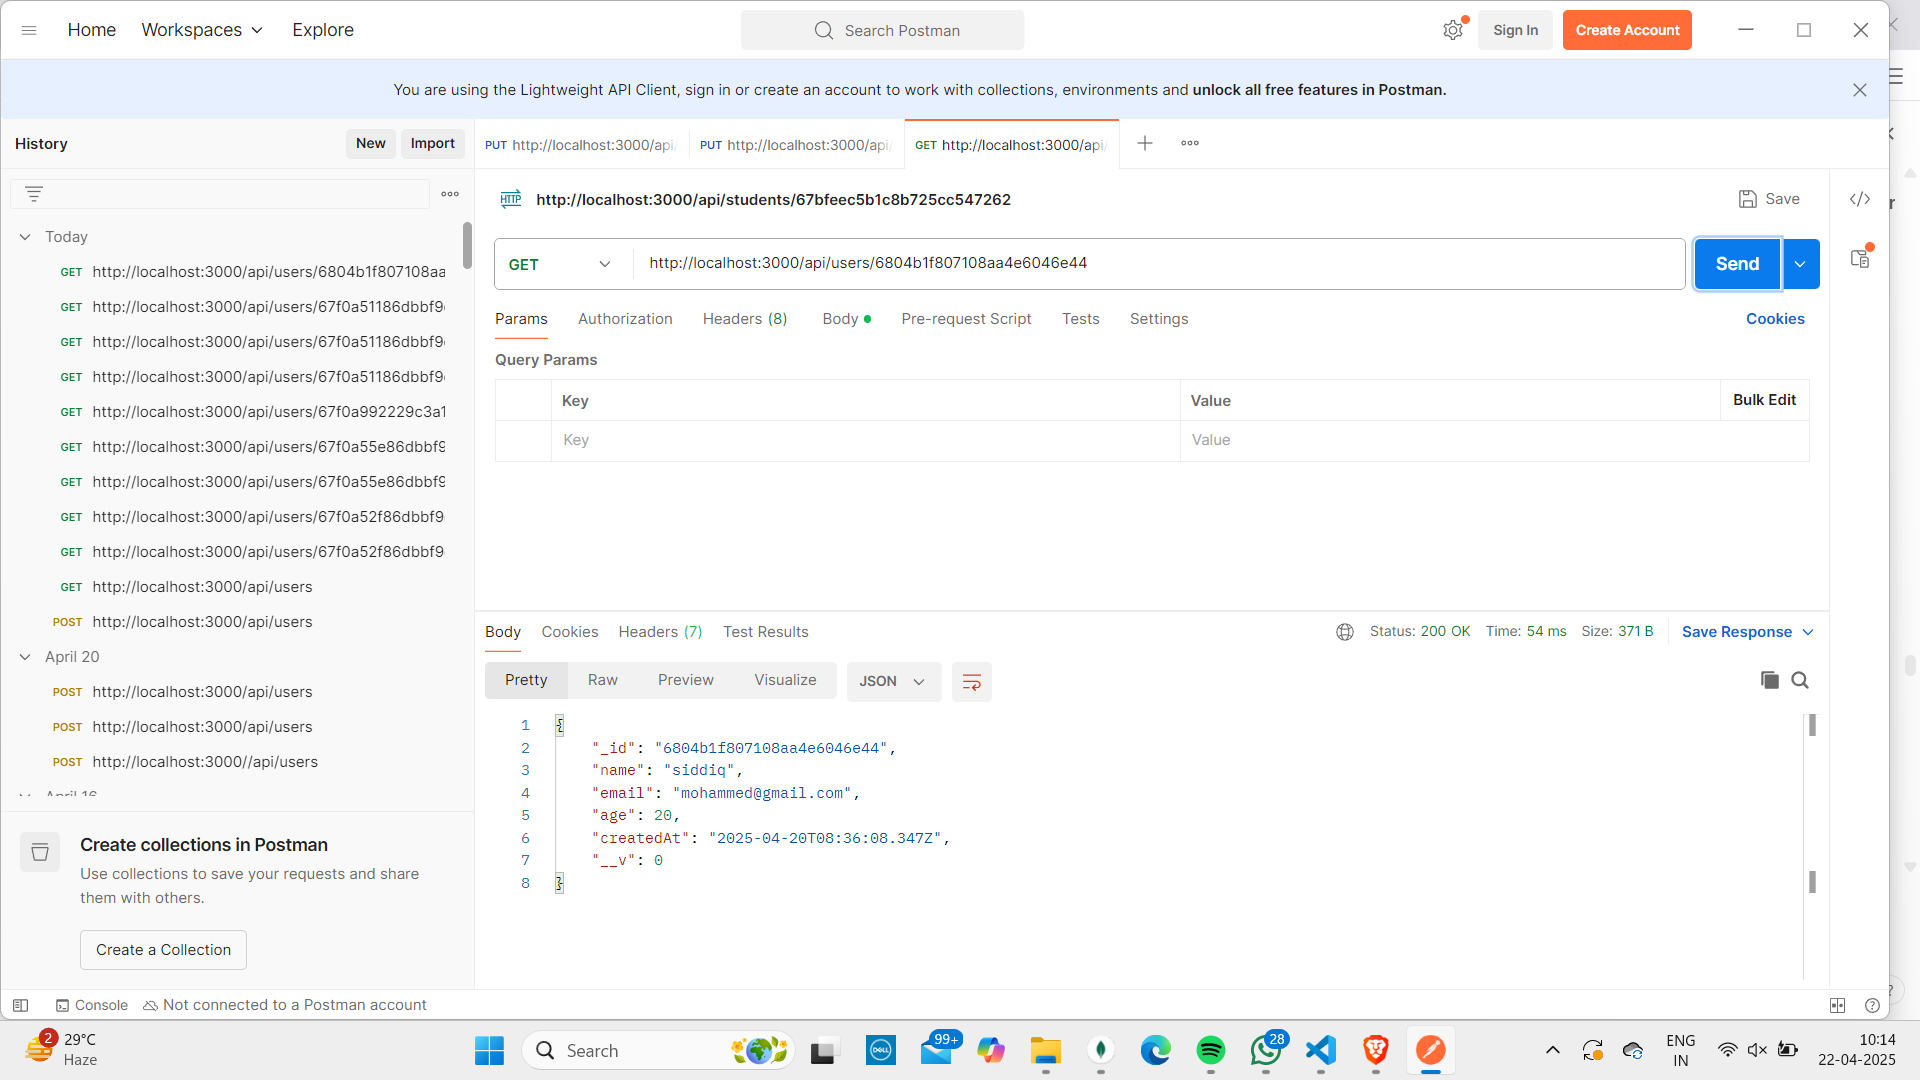 Home
Workspaces
Explore
Search Postman
Sign In
Create Account
You are using the Lightweight API Client, sign in or create an account to work with collections, environments and unlock all free features in Postman.
History
New
Import
PUT http://localhost:3000/api/
PUT http://localhost:3000/api/
GET http://localhost:3000/api/
HTTP
http://localhost:3000/api/students/67bfeec5b1c8b725cc547262
Save
Today
GET http://localhost:3000/api/users/6804b1f807108aa
GET http://localhost:3000/api/users/67f0a51186dbbf9
GET http://localhost:3000/api/users/67f0a51186dbbf9
GET http://localhost:3000/api/users/67f0a51186dbbf9
GET http://localhost:3000/api/users/67f0a992229c3a1
GET http://localhost:3000/api/users/67f0a55e86dbbf9
GET http://localhost:3000/api/users/67f0a55e86dbbf9
GET http://localhost:3000/api/users/67f0a52f86dbbf9
GET http://localhost:3000/api/users/67f0a52f86dbbf9
GET http://localhost:3000/api/users
POST http://localhost:3000/api/users
April 20
POST http://localhost:3000/api/users
POST http://localhost:3000/api/users
POST http://localhost:3000//api/users
April 16
Create collections in Postman
Use collections to save your requests and share
them with others.
Create a Collection
GET
http://localhost:3000/api/users/6804b1f807108aa4e6046e44
Send
Params
Authorization
Headers (8)
Body
Pre-request Script
Tests
Settings
Cookies
Query Params
Key
Value
Bulk Edit
Key
Value
Body
Cookies
Headers (7)
Test Results
Status: 200 OK
Time: 54 ms
Size: 371 B
Save Response
Pretty
Raw
Preview
Visualize
JSON
1 {
2 "_id": "6804b1f807108aa4e6046e44",
3 "name": "siddiq",
4 "email": "mohammed@gmail.com",
5 "age": 20,
6 "createdAt": "2025-04-20T08:36:08.347Z",
7 "__v": 0
8 }
Console
Not connected to a Postman account
2
29°C
Haze
Search
DELL
99+
28
ENG
IN
10:14
22-04-2025